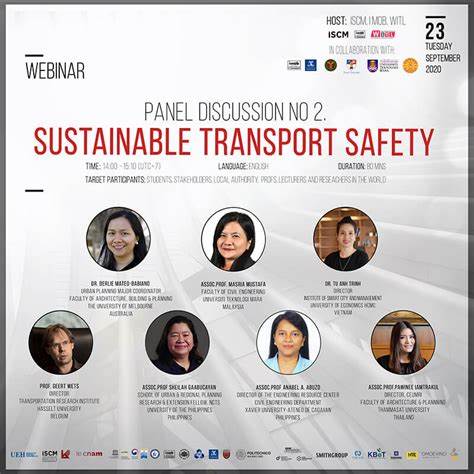 HOST: ISCM, I MOB, WITL
iSCM
IN COLLABORATION WITH:
23
TUESDAY
SEPTEMBER
2020
WEBINAR
PANEL DISCUSSION NO 2.
SUSTAINABLE TRANSPORT SAFETY
TIME: 14:00 - 15:10 (UTC+7)
LANGUAGE: ENGLISH
DURATION: 80 MINS
TARGET PARTICIPANTS: STUDENTS, STAKEHOLDERS, LOCAL AUTHORITY, PROFS, LECTURERS AND RESEACHERS IN THE WORLD
DR. DERLIE MATEO-BABIANO
URBAN PLANNING MAJOR COORDINATOR
FACULTY OF ARCHITECTURE, BUILDING & PLANNING
THE UNIVERSITY OF MELBOURNE
AUSTRALIA
ASSOC.PROF. MASRIA MUSTAFA
FACULTY OF CIVIL ENGINEERING
UNIVERSITI TEKNOLOGI MARA
MALAYSIA
DR. TU ANH TRINH
DIRECTOR
INSTITUTE OF SMART CITY AND MANAGEMENT
UNIVERSITY OF ECONOMICS HCMC
VIETNAM
PROF. GEERT WETS
DIRECTOR
TRANSPORTATION RESEARCH INSTITUTE
HASSELT UNIVERSITY
BELGIUM
ASSOC.PROF SHEILAH GAABUCAYAN
SCHOOL OF URBAN & REGIONAL PLANNING
RESEARCH & EXTENSION FELLOW, NCTS
UNIVERSITY OF THE PHILIPPINES
PHILIPPINES
ASSOC.PROF ANABEL A. ABUZO
DIRECTOR OF THE ENGINEERING RESOURCE CENTER
CIVIL ENGINEERING DEPARTMENT
XAVIER UNIVERSITY-ATENEO DE CAGAYAN
PHILIPPINES
ASSOC.PROF PAWINEE IAMTRAKUL
DIRECTOR, CEUMRI
FACULTY OF ARCHITECTURE & PLANNING
THAMMASAT UNIVERSITY
THAILAND
UEH
iSCM
le cnam
POLITECNICO
SMITHGROUP